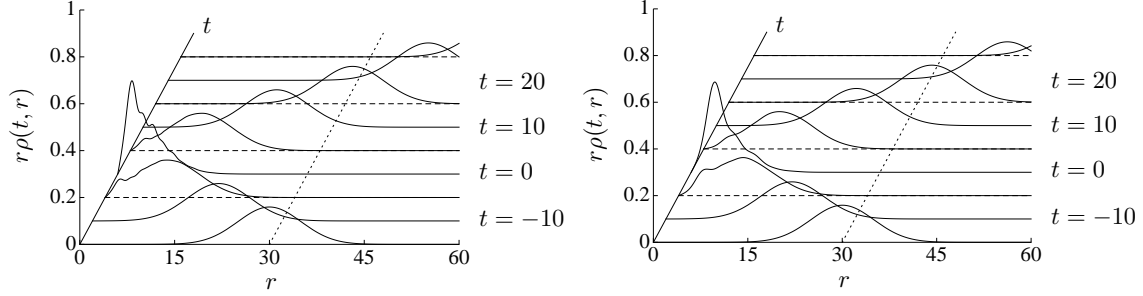 1
0.8
0.6
0.4
0.2
0
rρ(t, r)
t
t = 20
t = 10
t = 0
t = −10
0 15 30 45 60
r
1
0.8
0.6
0.4
0.2
0
rρ(t, r)
t
t = 20
t = 10
t = 0
t = −10
0 15 30 45 60
r